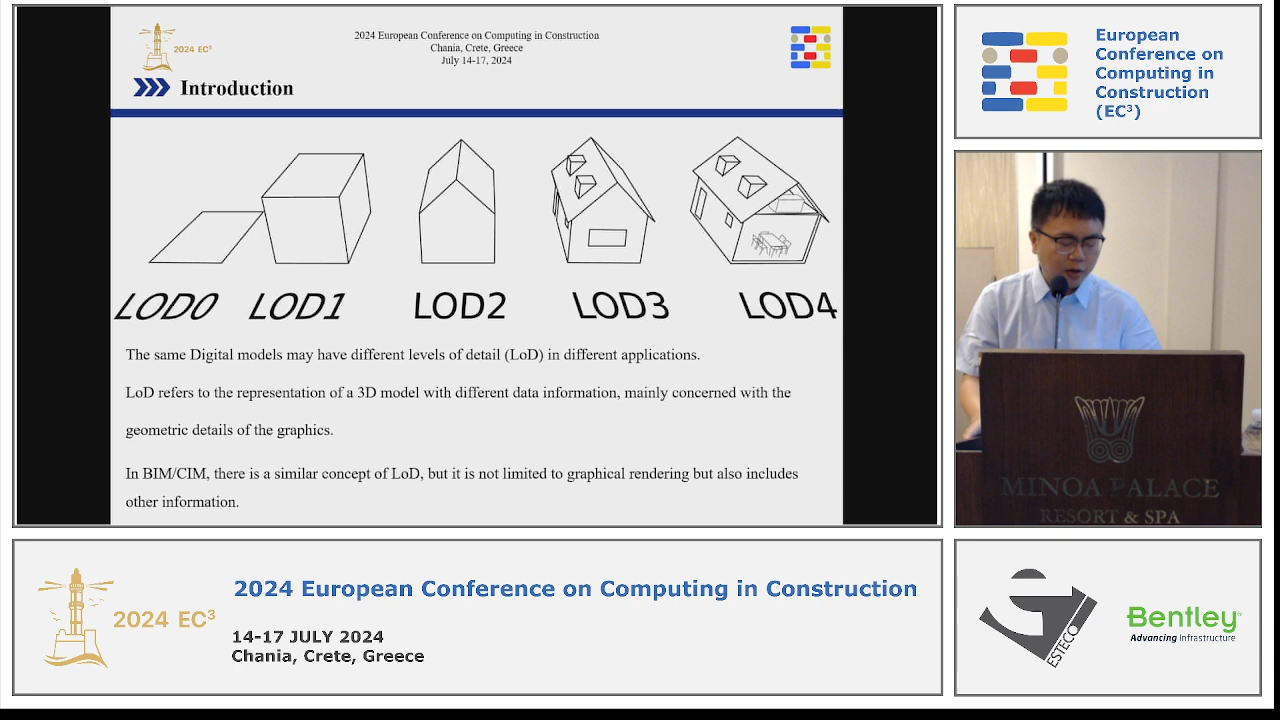 2024 EC³
2024 European Conference on Computing in Construction
Chania, Crete, Greece
July 14-17, 2024
Introduction
LOD0 LOD1 LOD2 LOD3 LOD4
The same Digital models may have different levels of detail (LoD) in different applications.
LoD refers to the representation of a 3D model with different data information, mainly concerned with the
geometric details of the graphics.
In BIM/CIM, there is a similar concept of LoD, but it is not limited to graphical rendering but also includes
other information.
European
Conference on
Computing in
Construction
(EC³)
MINOA PALACE
RESORT & SPA
2024 EC³
2024 European Conference on Computing in Construction
14-17 JULY 2024
Chania, Crete, Greece
ESTECO
Bentley
Advancing Infrastructure